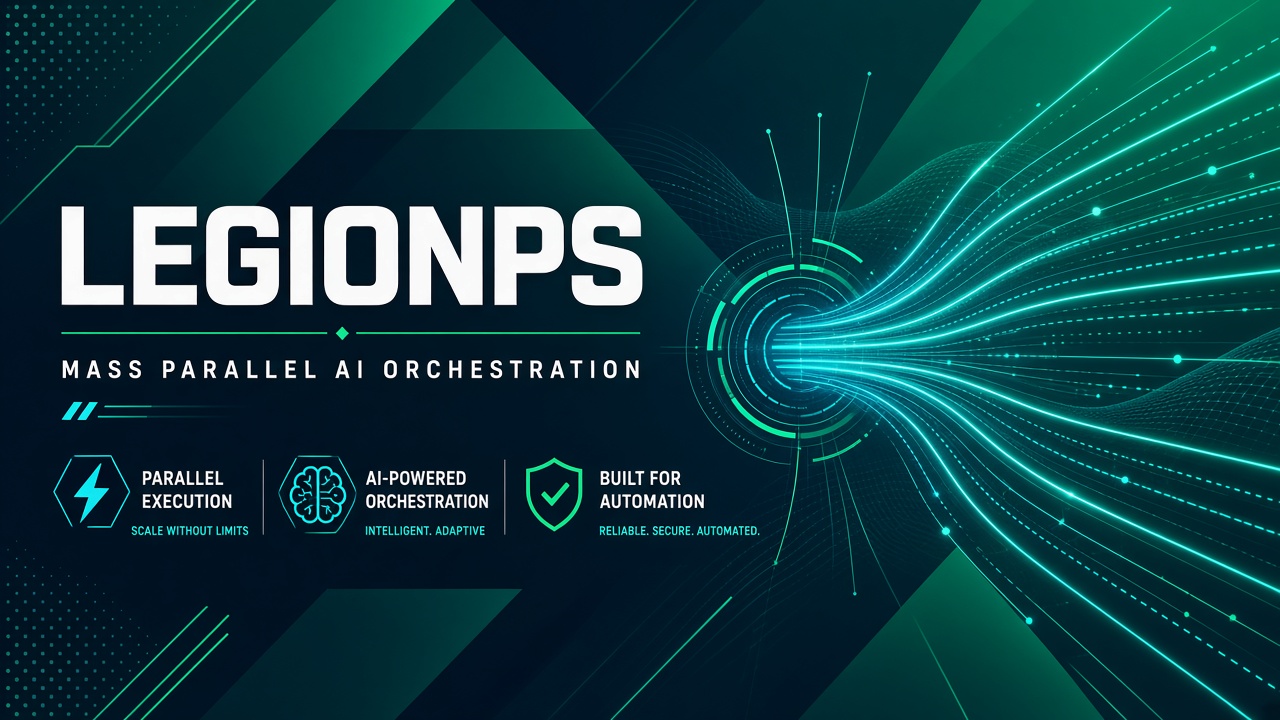 LEGIONPS
MASS PARALLEL AI ORCHESTRATION
PARALLEL
EXECUTION
SCALE WITHOUT LIMITS
AI-POWERED
ORCHESTRATION
INTELLIGENT. ADAPTIVE
BUILT FOR
AUTOMATION
RELIABLE. SECURE. AUTOMATED.